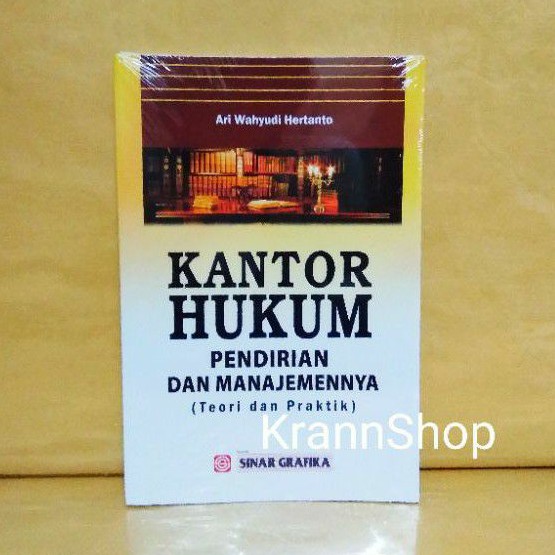 Ari Wahyudi Hertanto
KANTOR
HUKUM
PENDIRIAN
DAN MANAJEMENNYA
(Teori dan Praktik)
KrannShop
SINAR GRAFIKA